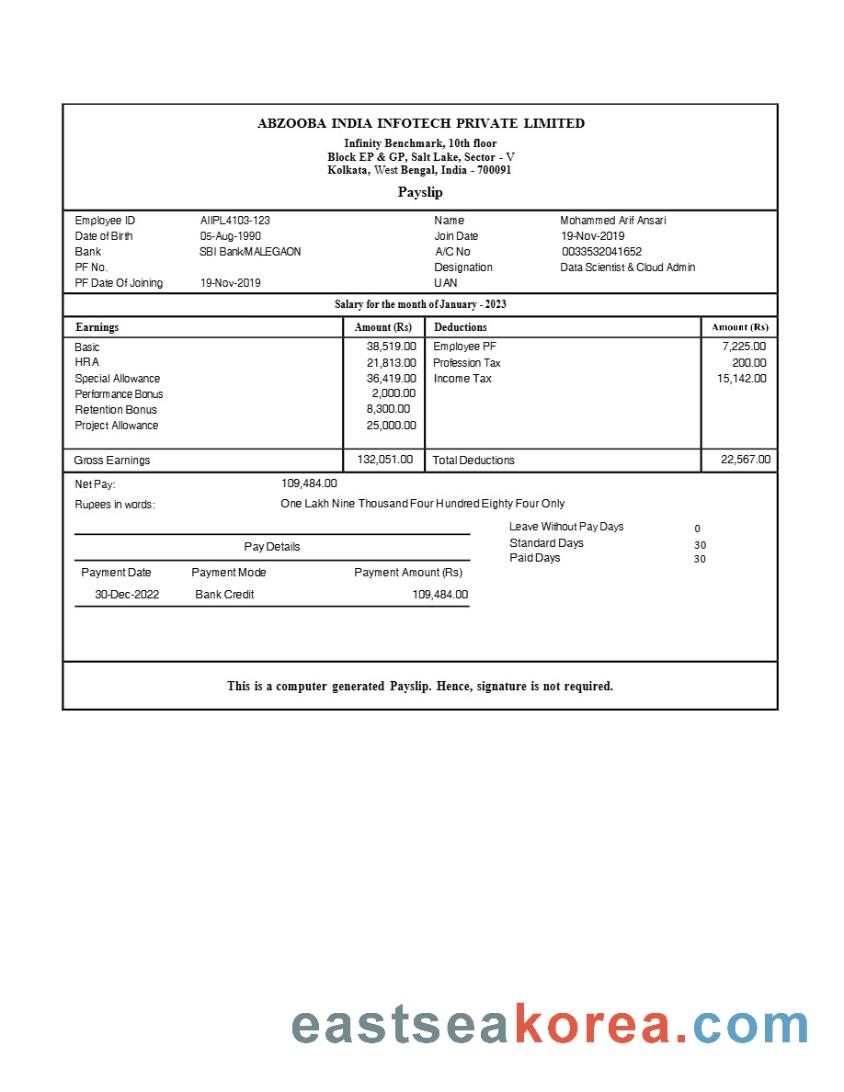 ABZOOBA INDIA INFOTECH PRIVATE LIMITED
Infinity Benchmark, 10th floor
Block EP & GP, Salt Lake, Sector - V
Kolkata, West Bengal, India - 700091
Payslip
Employee ID AIIPL4103-123 Name Mohammed Arif Ansari
Date of Birth 05-Aug-1990 Join Date 19-Nov-2019
Bank SBI Bank/MALEGAON A/C No 0033532041652
PF No. Designation Data Scientist & Cloud Admin
PF Date Of Joining 19-Nov-2019 UAN
Salary for the month of January - 2023
Earnings Amount (Rs) Deductions Amount (Rs)
Basic 38,519.00 Employee PF 7,225.00
HRA 21,813.00 Profession Tax 200.00
Special Allowance 36,419.00 Income Tax 15,142.00
Performance Bonus 2,000.00
Retention Bonus 8,300.00
Project Allowance 25,000.00
Gross Earnings 132,051.00 Total Deductions 22,567.00
Net Pay: 109,484.00
Rupees in words: One Lakh Nine Thousand Four Hundred Eighty Four Only
Leave Without Pay Days 0
Standard Days 30
Paid Days 30
Pay Details
Payment Date Payment Mode Payment Amount (Rs)
30-Dec-2022 Bank Credit 109,484.00
This is a computer generated Payslip. Hence, signature is not required.
eastseakorea.com